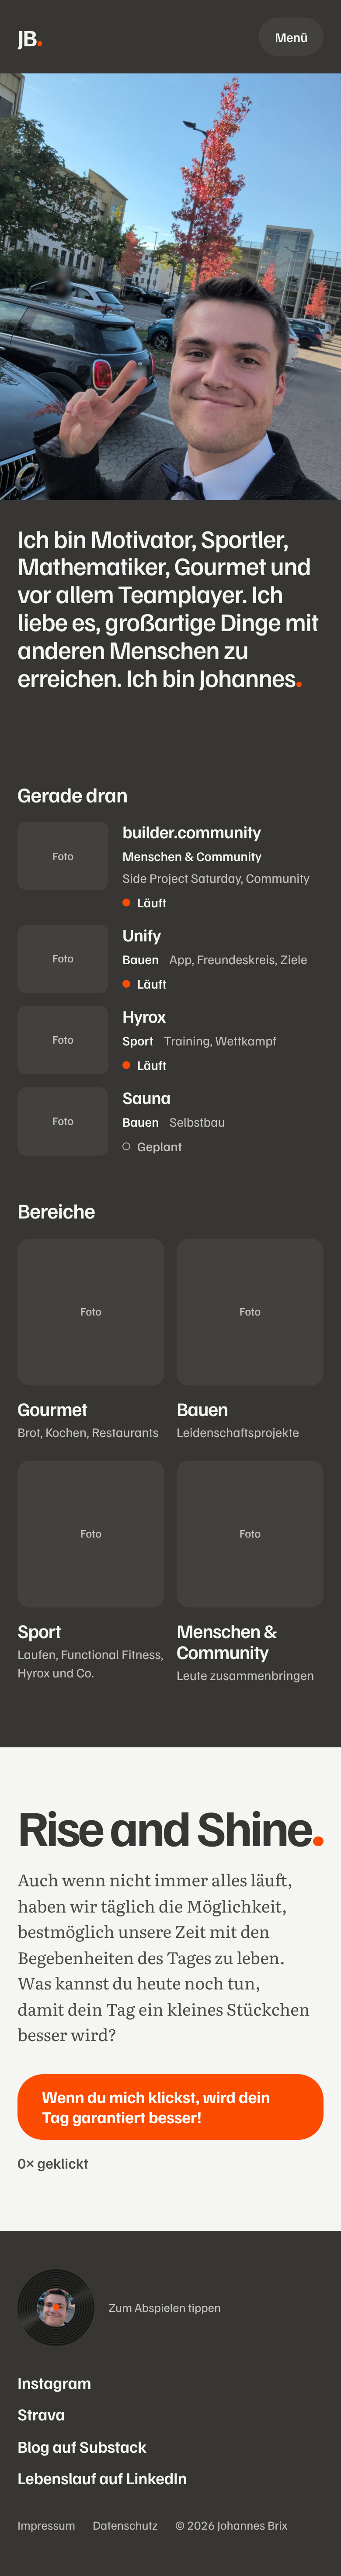 JB.
Menü
Ich bin Motivator, Sportler,
Mathematiker, Gourmet und
vor allem Teamplayer. Ich
liebe es, großartige Dinge mit
anderen Menschen zu
erreichen. Ich bin Johannes.
Gerade dran
Foto
builder.community
Menschen & Community
Side Project Saturday, Community
Läuft
Foto
Unify
Bauen App, Freundeskreis, Ziele
Läuft
Foto
Hyrox
Sport Training, Wettkampf
Läuft
Foto
Sauna
Bauen Selbstbau
Geplant
Bereiche
Foto
Gourmet
Brot, Kochen, Restaurants
Foto
Bauen
Leidenschaftsprojekte
Foto
Sport
Laufen, Functional Fitness,
Hyrox und Co.
Foto
Menschen &
Community
Leute zusammenbringen
Rise and Shine.
Auch wenn nicht immer alles läuft,
haben wir täglich die Möglichkeit,
bestmöglich unsere Zeit mit den
Begebenheiten des Tages zu leben.
Was kannst du heute noch tun,
damit dein Tag ein kleines Stückchen
besser wird?
Wenn du mich klickst, wird dein
Tag garantiert besser!
0× geklickt
Zum Abspielen tippen
Instagram
Strava
Blog auf Substack
Lebenslauf auf LinkedIn
Impressum Datenschutz © 2026 Johannes Brix